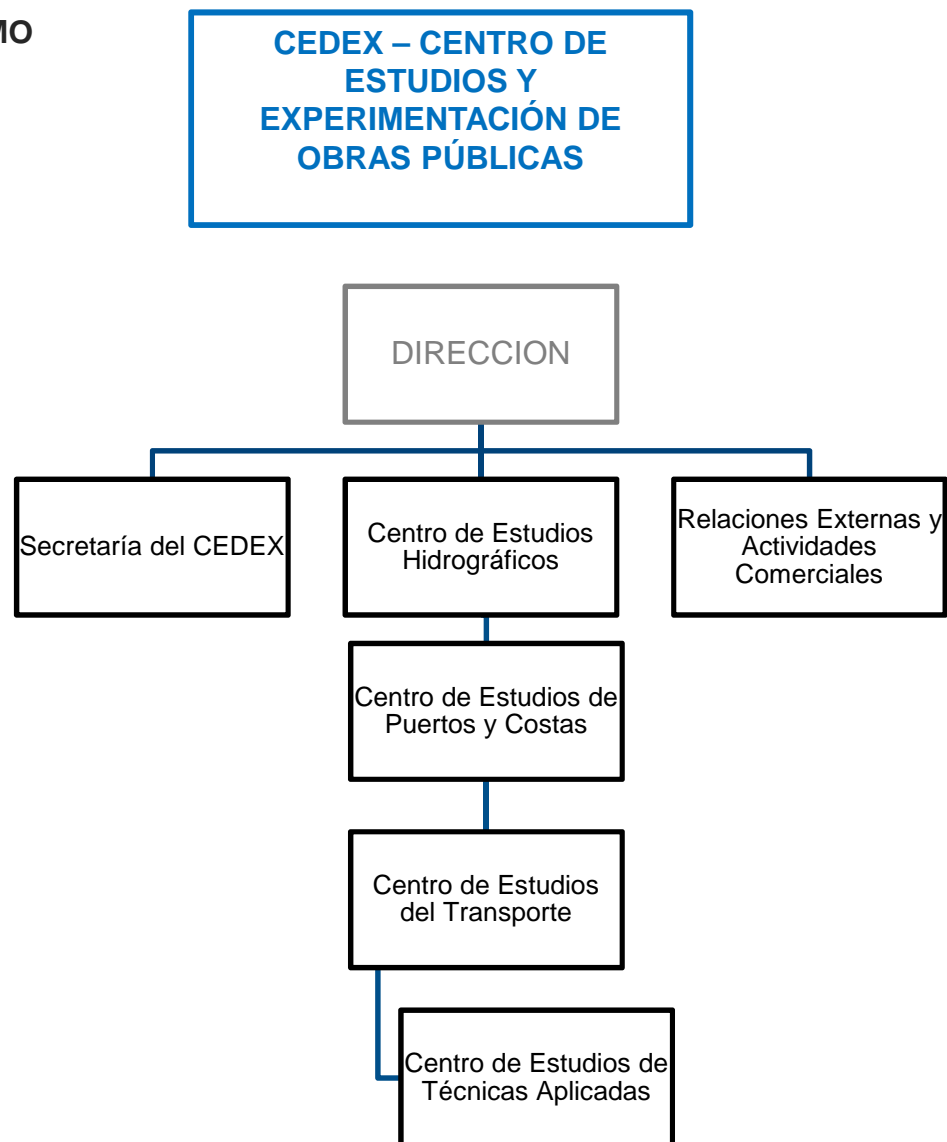 MO
CEDEX – CENTRO DE
ESTUDIOS Y
EXPERIMENTACIÓN DE
OBRAS PÚBLICAS
DIRECCION
Secretaría del CEDEX
Centro de Estudios
Hidrográficos
Relaciones Externas y
Actividades
Comerciales
Centro de Estudios de
Puertos y Costas
Centro de Estudios
del Transporte
Centro de Estudios de
Técnicas Aplicadas